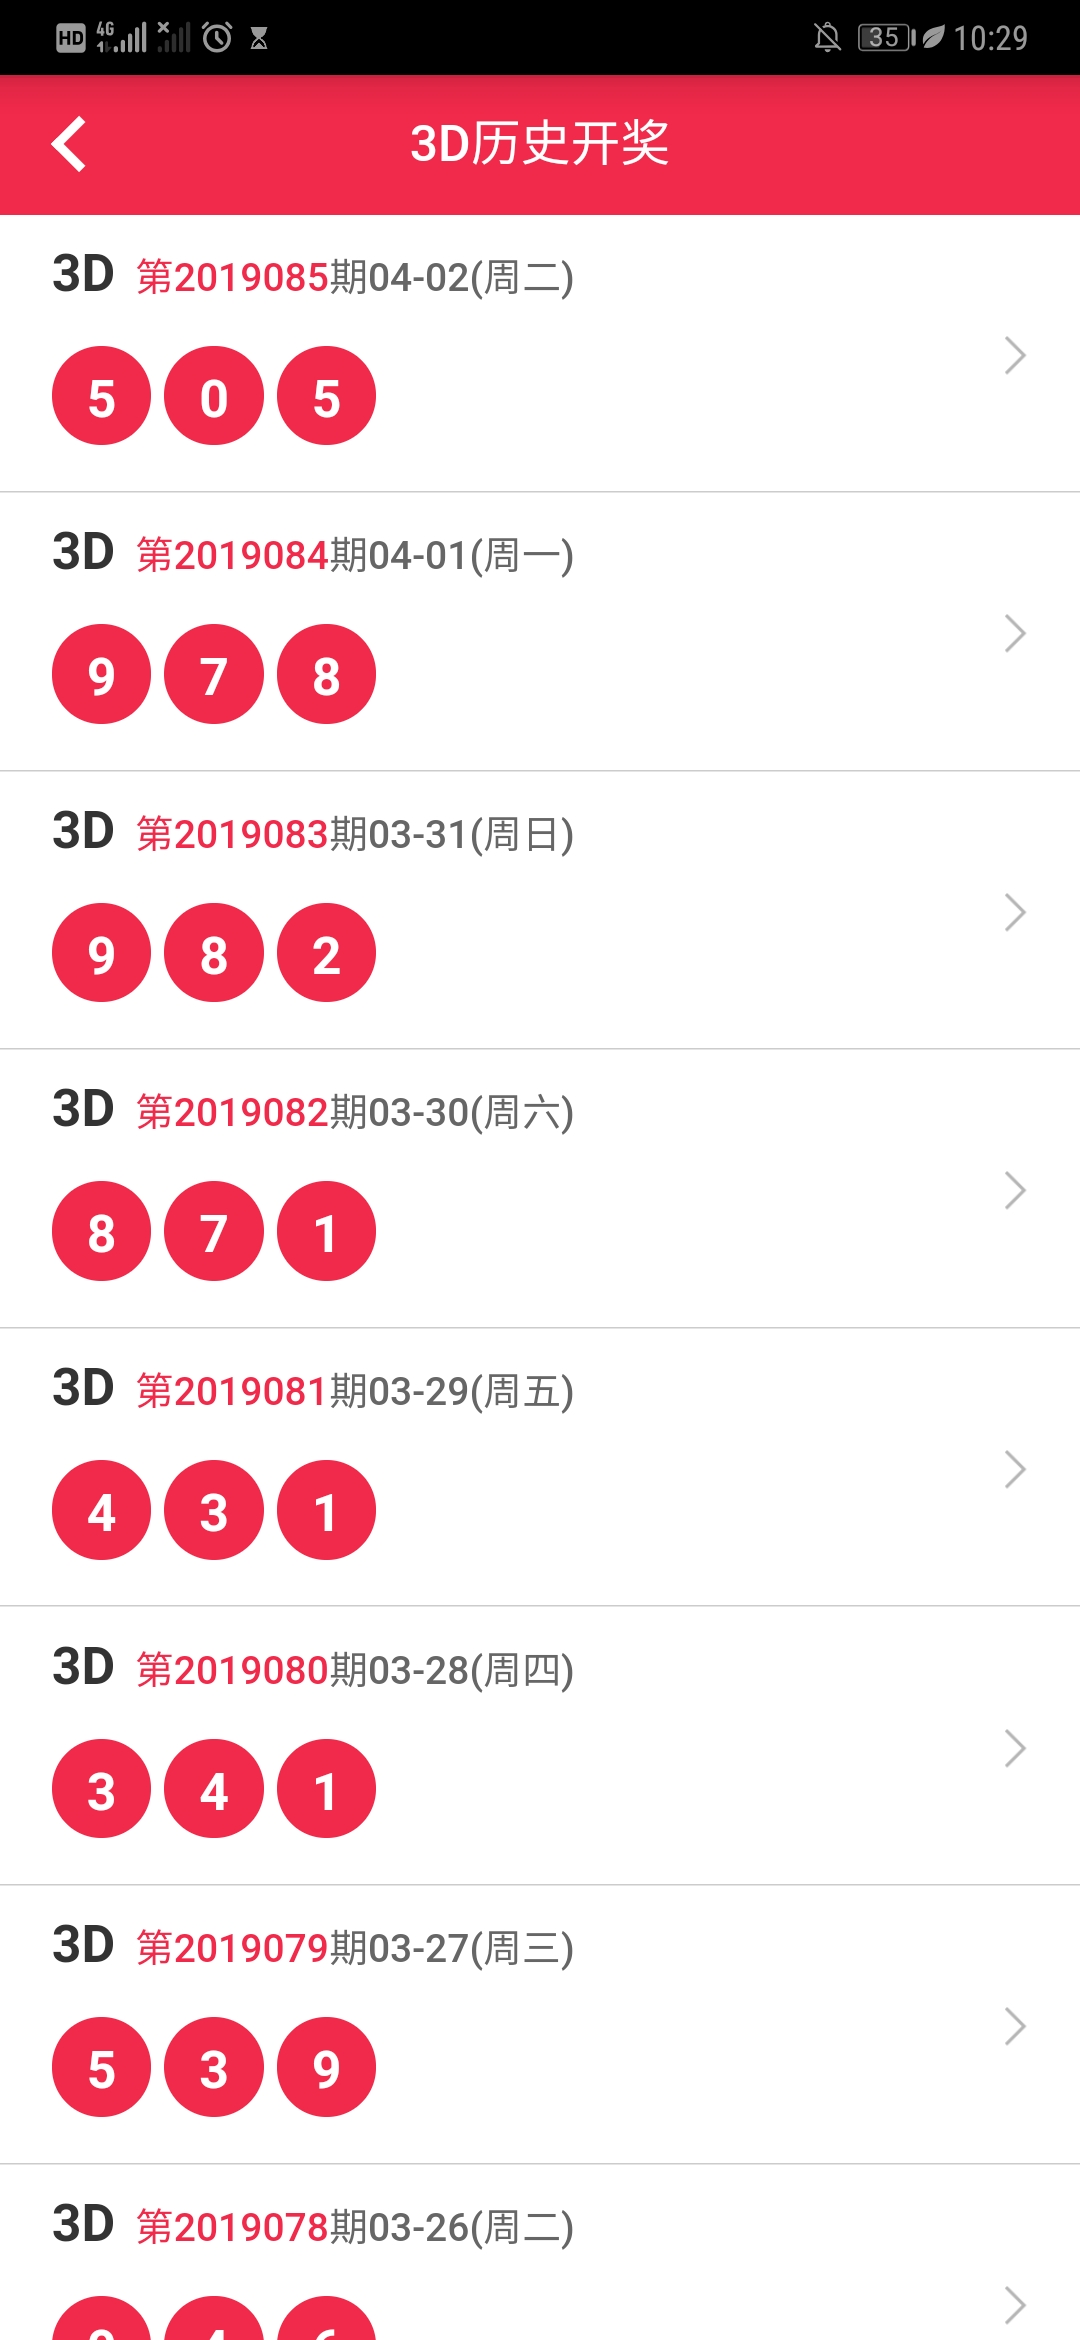 HD 4G 35 10:29
3D历史开奖
3D 第2019085期04-02(周二)
5 0 5
3D 第2019084期04-01(周一)
9 7 8
3D 第2019083期03-31(周日)
9 8 2
3D 第2019082期03-30(周六)
8 7 1
3D 第2019081期03-29(周五)
4 3 1
3D 第2019080期03-28(周四)
3 4 1
3D 第2019079期03-27(周三)
5 3 9
3D 第2019078期03-26(周二)